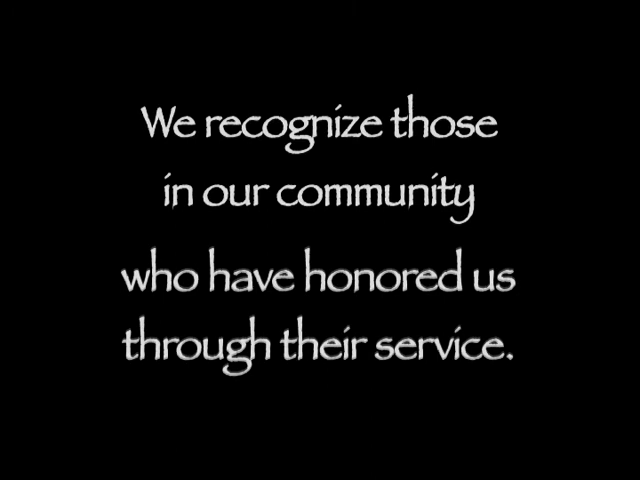 We recognize those
in our community
who have honored us
through their service.